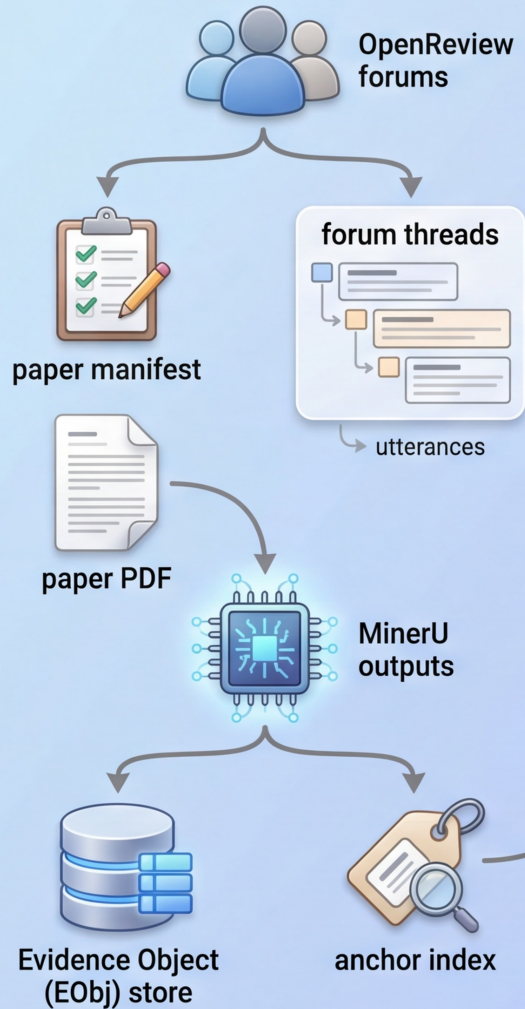 OpenReview
forums
forum threads
paper manifest
utterances
paper PDF
MinerU
outputs
Evidence Object
(EObj) store
anchor index